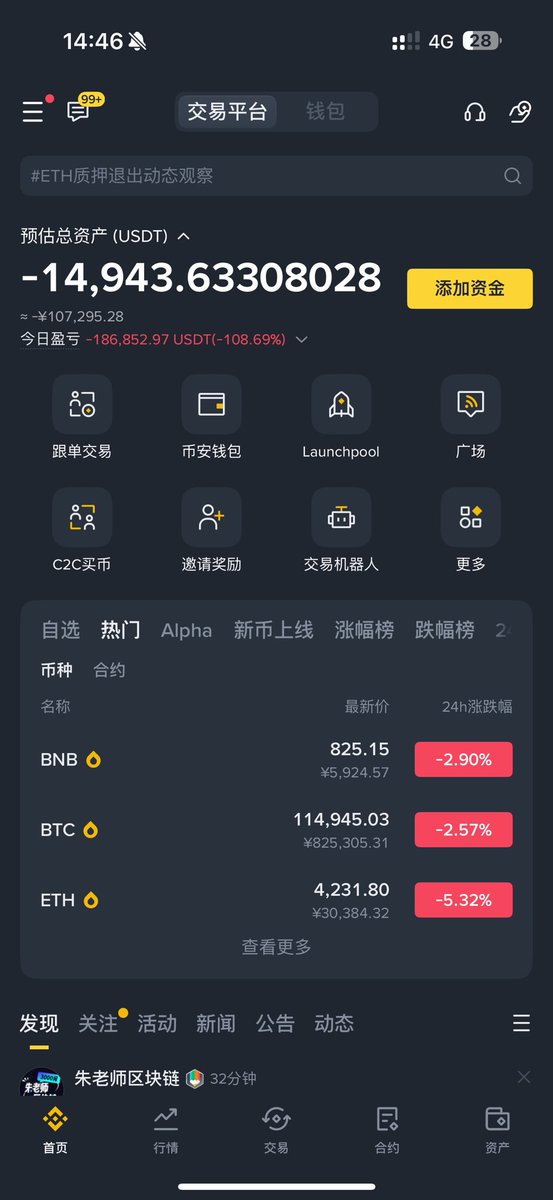 14:46
4G
28
99+
交易平台
钱包
#ETH质押退出动态观察
预估总资产 (USDT)
-14,943.63308028
添加资金
≈ -¥107,295.28
今日盈亏 -186,852.97 USDT(-108.69%)
跟单交易 币安钱包 Launchpool 广场
C2C买币 邀请奖励 交易机器人 更多
自选 热门 Alpha 新币上线 涨幅榜 跌幅榜 24
币种 合约
名称 最新价 24h涨跌幅
BNB 825.15 -2.90%
¥5,924.57
BTC 114,945.03 -2.57%
¥825,305.31
ETH 4,231.80 -5.32%
¥30,384.32
查看更多
发现 关注 活动 新闻 公告 动态
朱老师区块链 32分钟
朱老师
首页 行情 交易 合约 资产